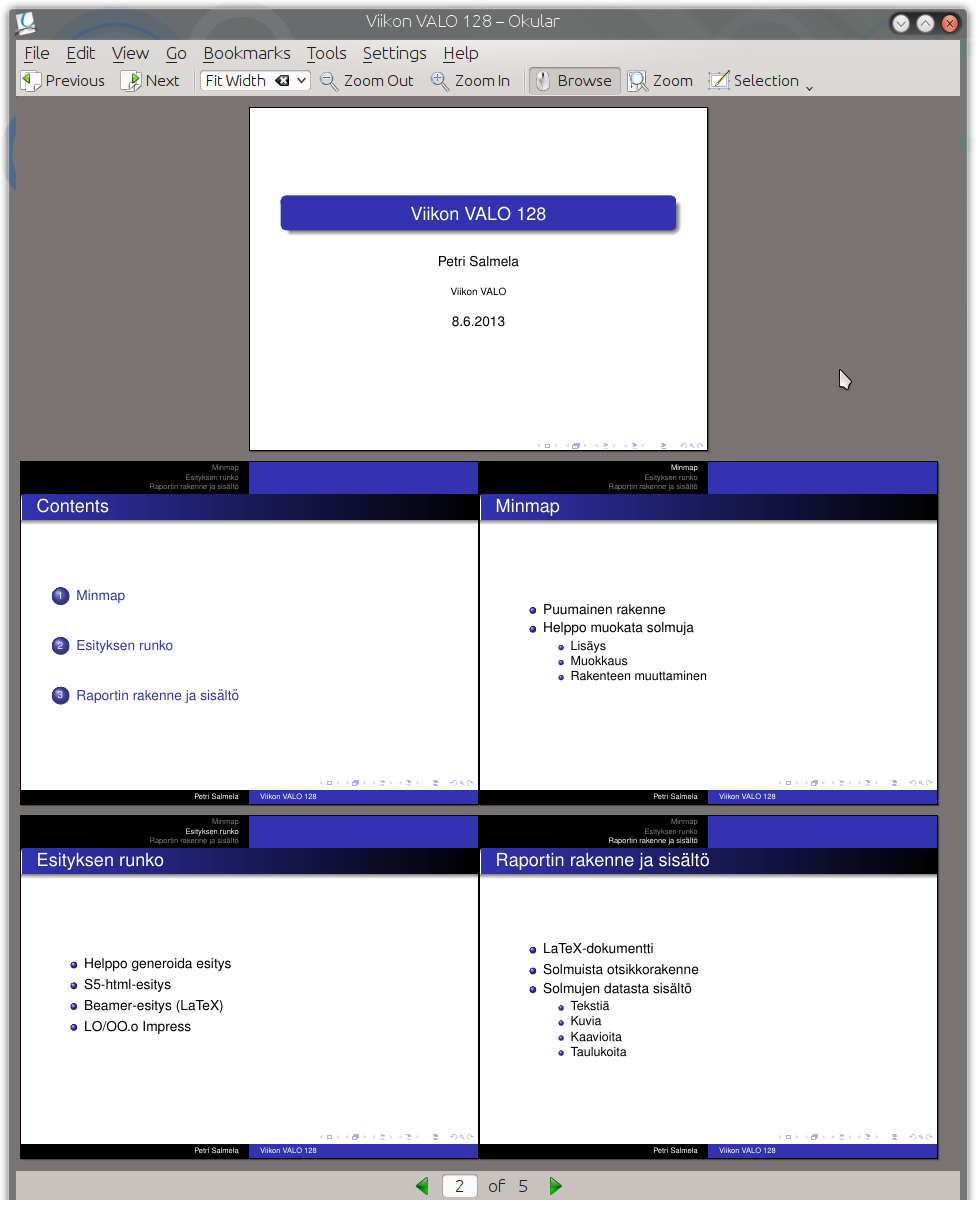 Viikon VALO 128 – Okular
File Edit View Go Bookmarks Tools Settings Help
Previous Next Fit Width Zoom Out Zoom In Browse Zoom Selection
Viikon VALO 128
Petri Salmela
Viikon VALO
8.6.2013
Minmap
Esityksen runko
Raportin rakenne ja sisältö
Contents
1 Minmap
2 Esityksen runko
3 Raportin rakenne ja sisältö
Petri Salmela Viikon VALO 128
Minmap
Esityksen runko
Raportin rakenne ja sisältö
Minmap
Puumainen rakenne
Helppo muokata solmuja
Lisäys
Muokkaus
Rakenteen muuttaminen
Petri Salmela Viikon VALO 128
Minmap
Esityksen runko
Raportin rakenne ja sisältö
Esityksen runko
Helppo generoida esitys
S5-html-esitys
Beamer-esitys (LaTeX)
LO/OO.o Impress
Petri Salmela Viikon VALO 128
Minmap
Esityksen runko
Raportin rakenne ja sisältö
Raportin rakenne ja sisältö
LaTeX-dokumentti
Solmuista otsikkorakenne
Solmujen datasta sisältö
Tekstiä
Kuvia
Kaavioita
Taulukoita
Petri Salmela Viikon VALO 128
2 of 5